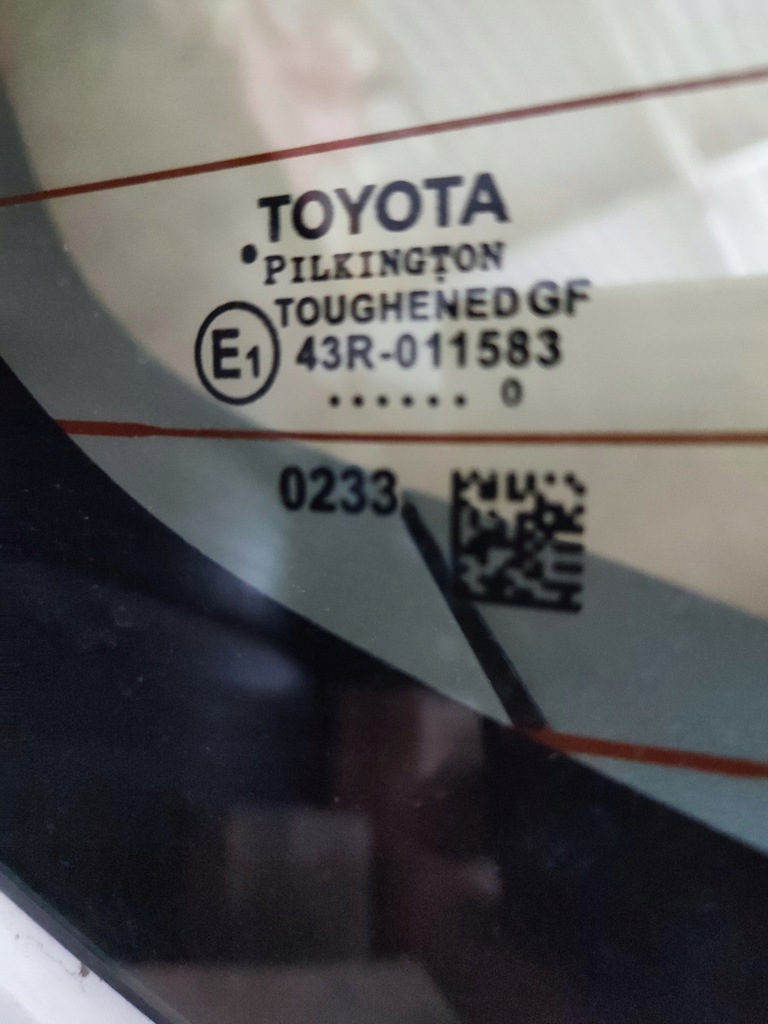 TOYOTA
PILKINGTON
TOUGHENED GF
E1 43R-011583
...... 0
0233